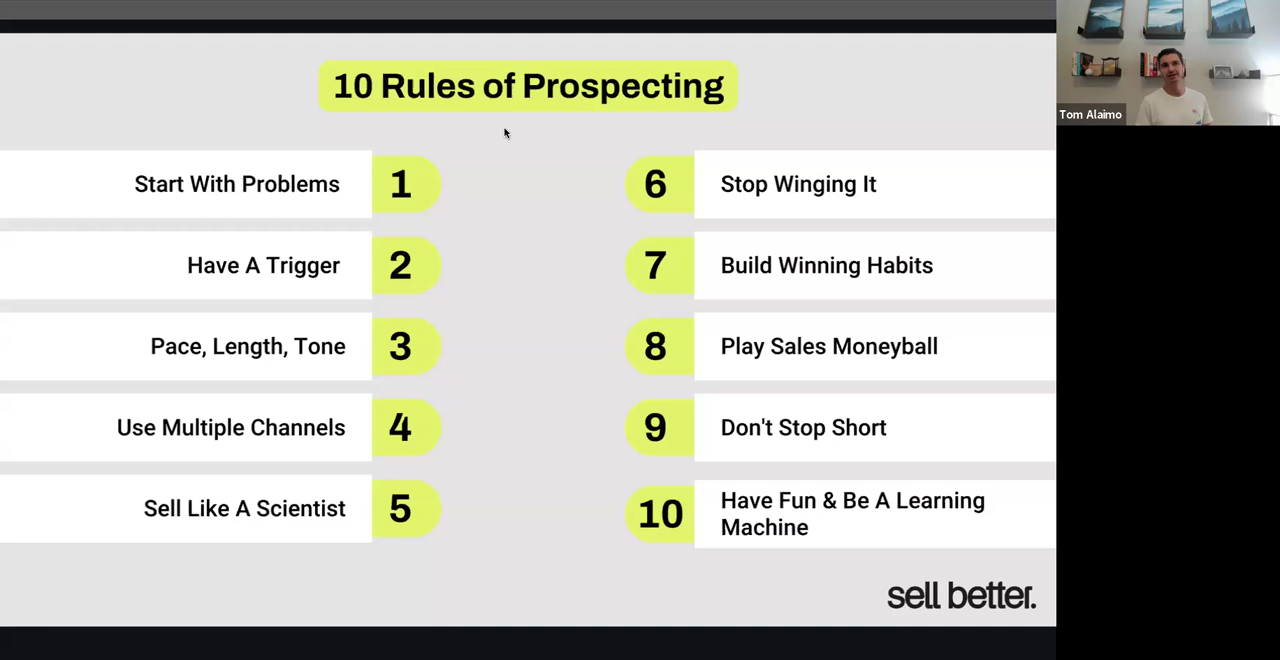 10 Rules of Prospecting
Start With Problems
1
Have A Trigger
2
Pace, Length, Tone
3
Use Multiple Channels
4
Sell Like A Scientist
5
6
Stop Winging It
7
Build Winning Habits
8
Play Sales Moneyball
9
Don't Stop Short
10
Have Fun & Be A Learning
Machine
sell better.
Tom Alaimo